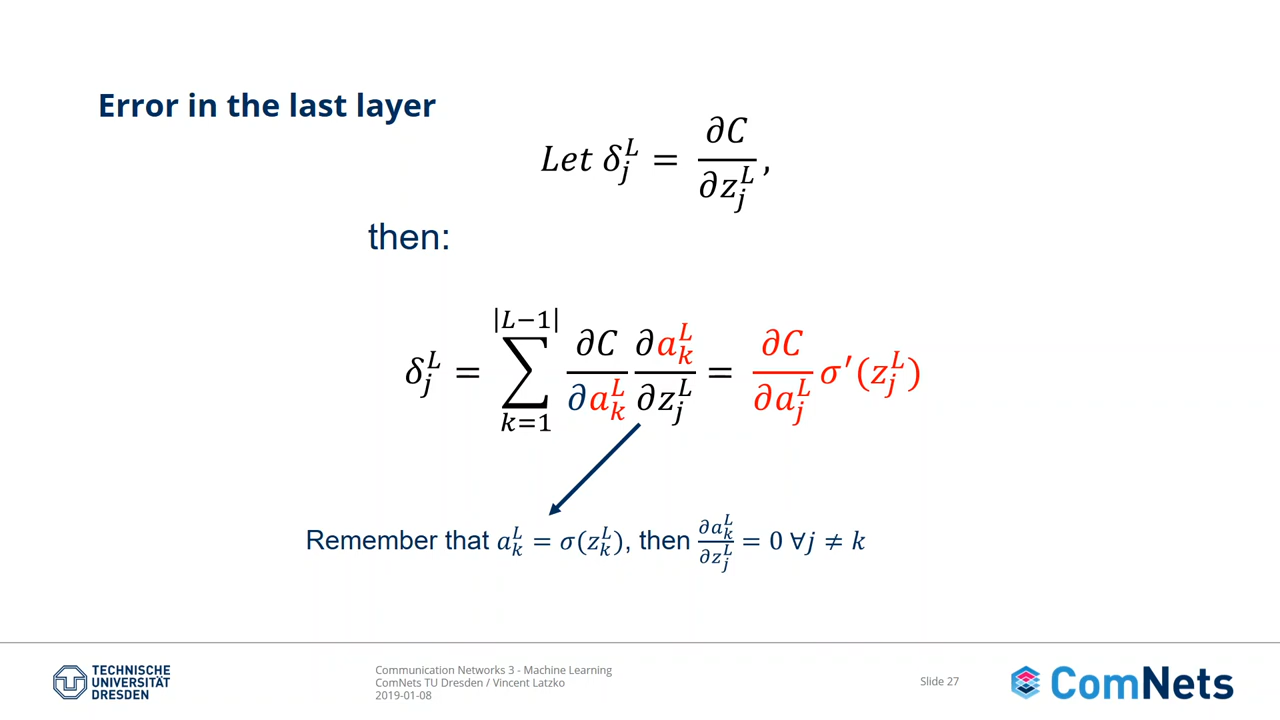 Error in the last layer
Let δ_j^L = ∂C/∂z_j^L,
then:
δ_j^L = ∑_{k=1}^{|L−1|} ∂C/∂a_k^L ∂a_k^L/∂z_j^L = ∂C/∂a_j^L σ′(z_j^L)
Remember that a_k^L = σ(z_k^L), then ∂a_k^L/∂z_j^L = 0 ∀j ≠ k
TECHNISCHE
UNIVERSITÄT
DRESDEN
Communication Networks 3 - Machine Learning
ComNets TU Dresden / Vincent Latzko
2019-01-08
Slide 27
ComNets